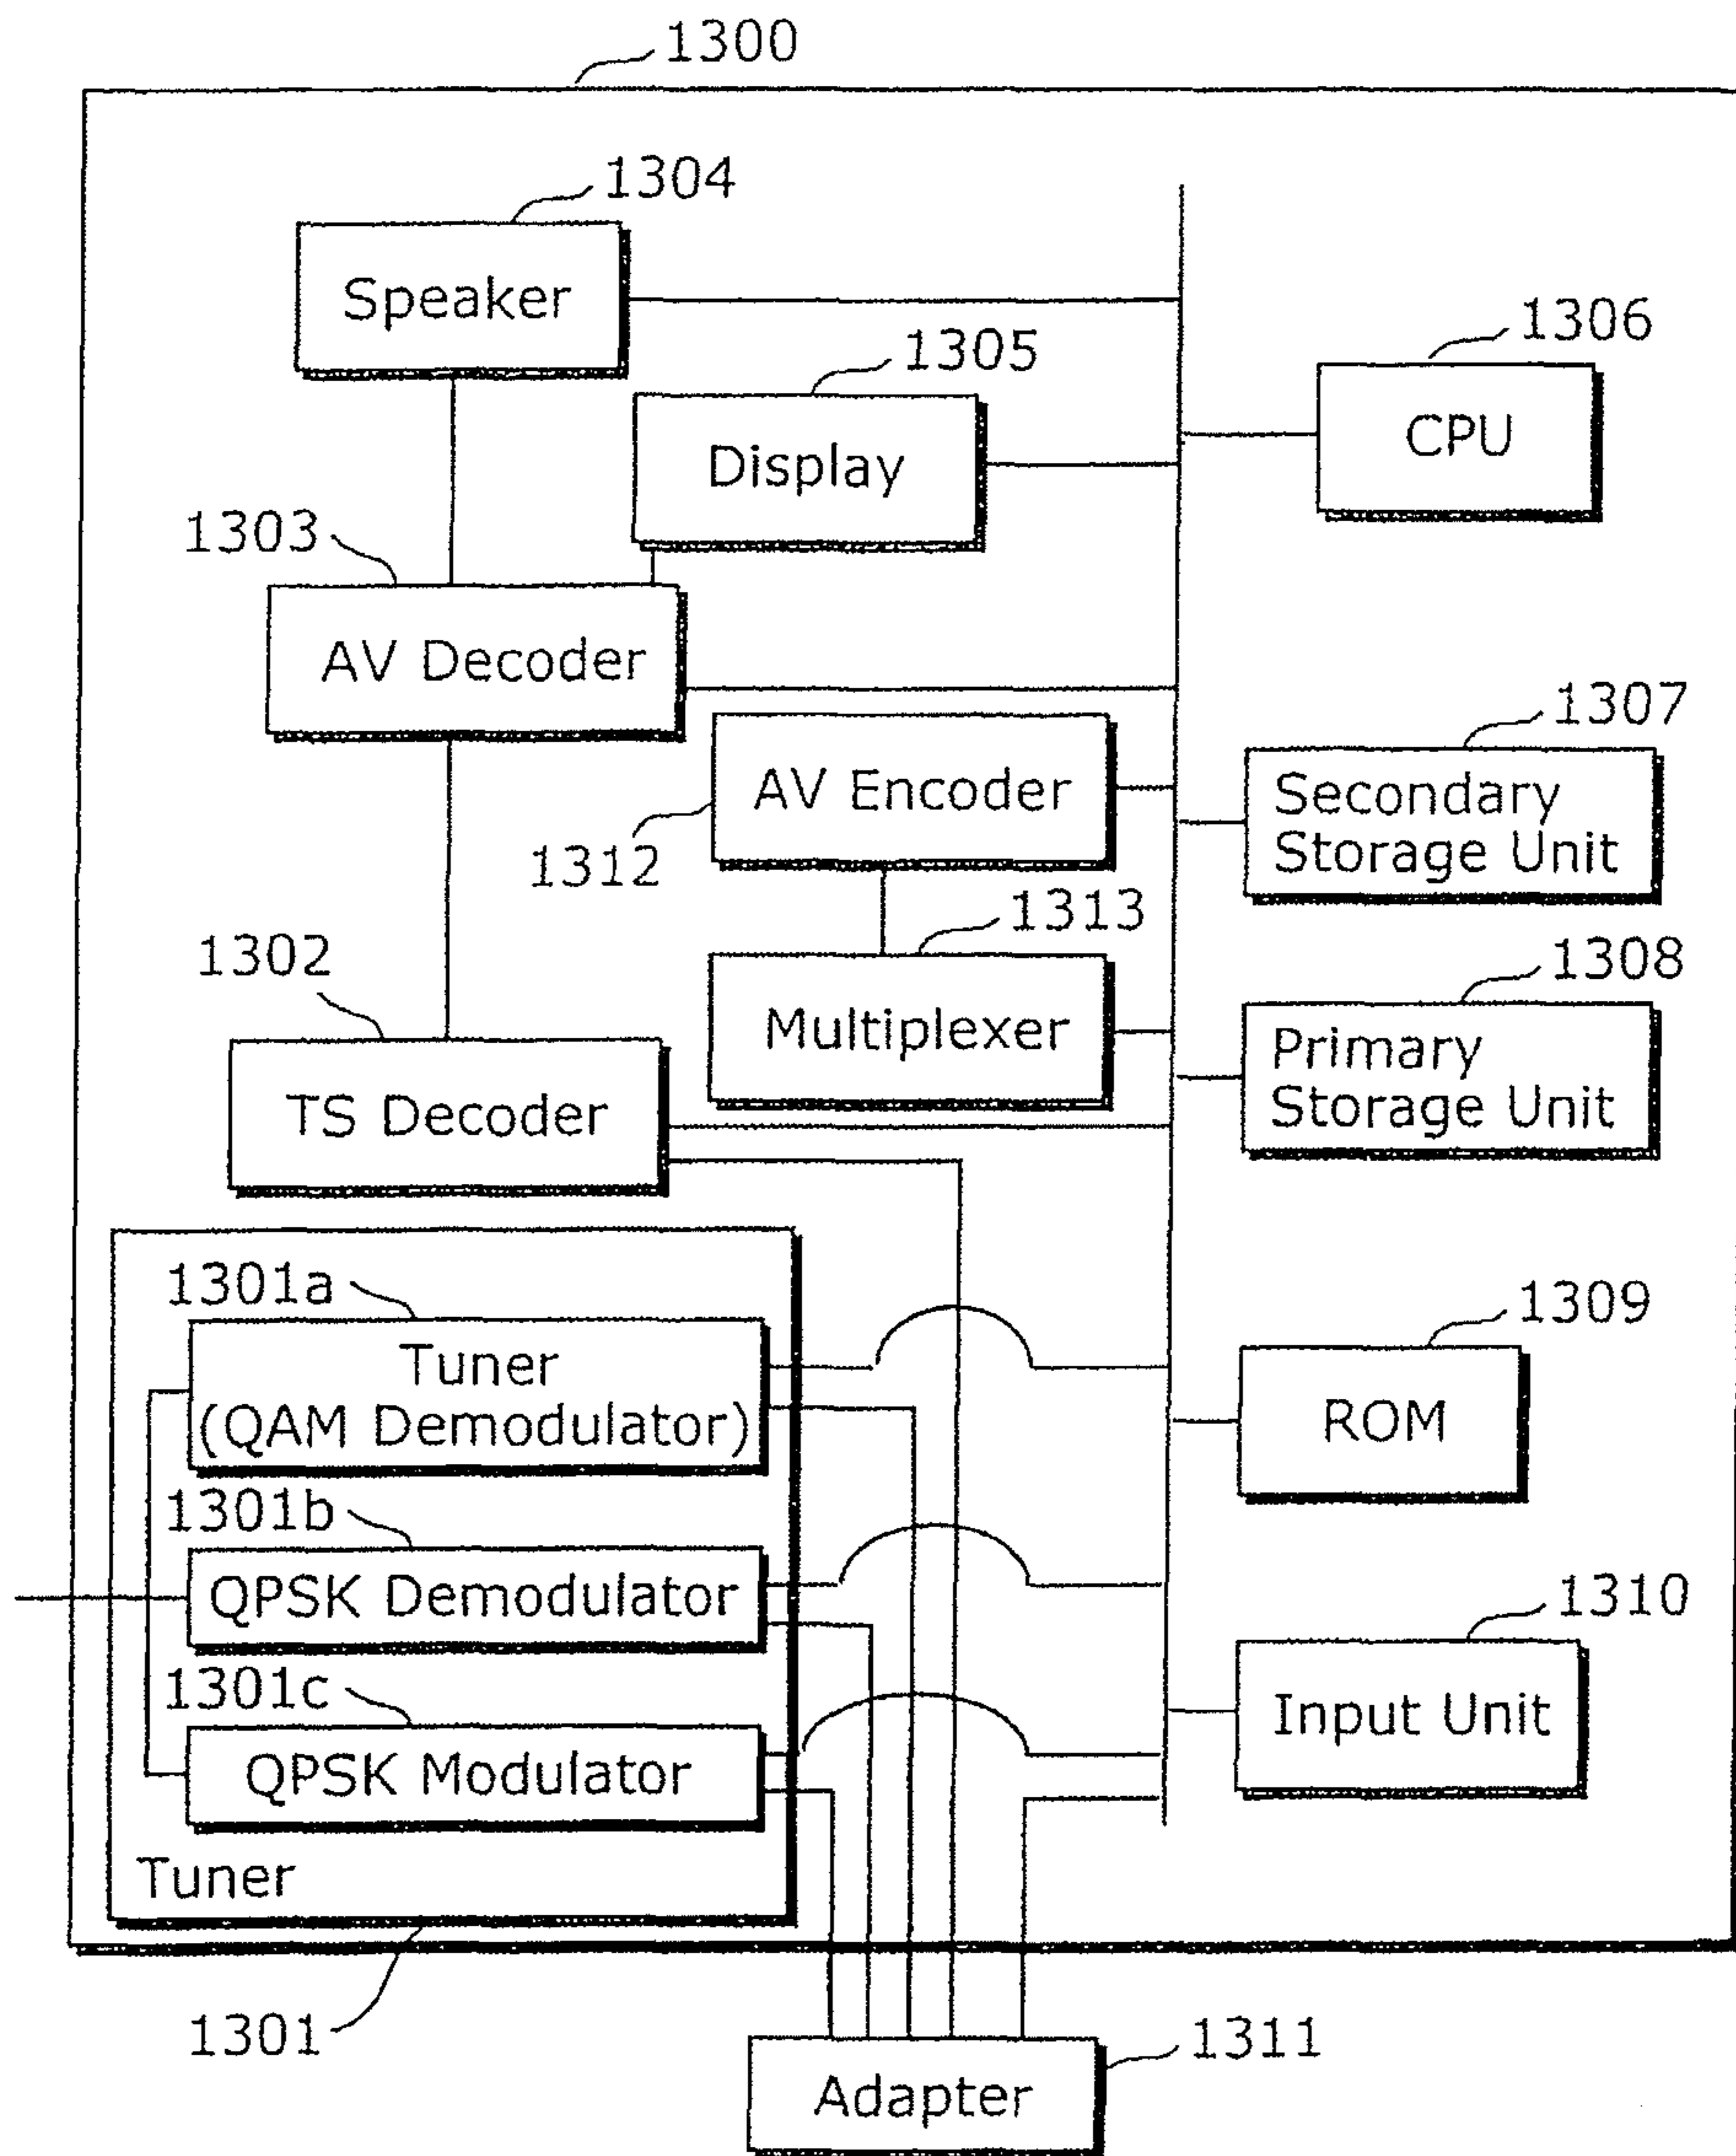 1300
1304
Speaker
1305
Display
1306
CPU
1303
AV Decoder
AV Encoder
1312
1307
Secondary
Storage Unit
1313
Multiplexer
1302
TS Decoder
1308
Primary
Storage Unit
1301a
Tuner
(QAM Demodulator)
1309
ROM
1301b
QPSK Demodulator
1310
Input Unit
1301c
QPSK Modulator
Tuner
1301
1311
Adapter